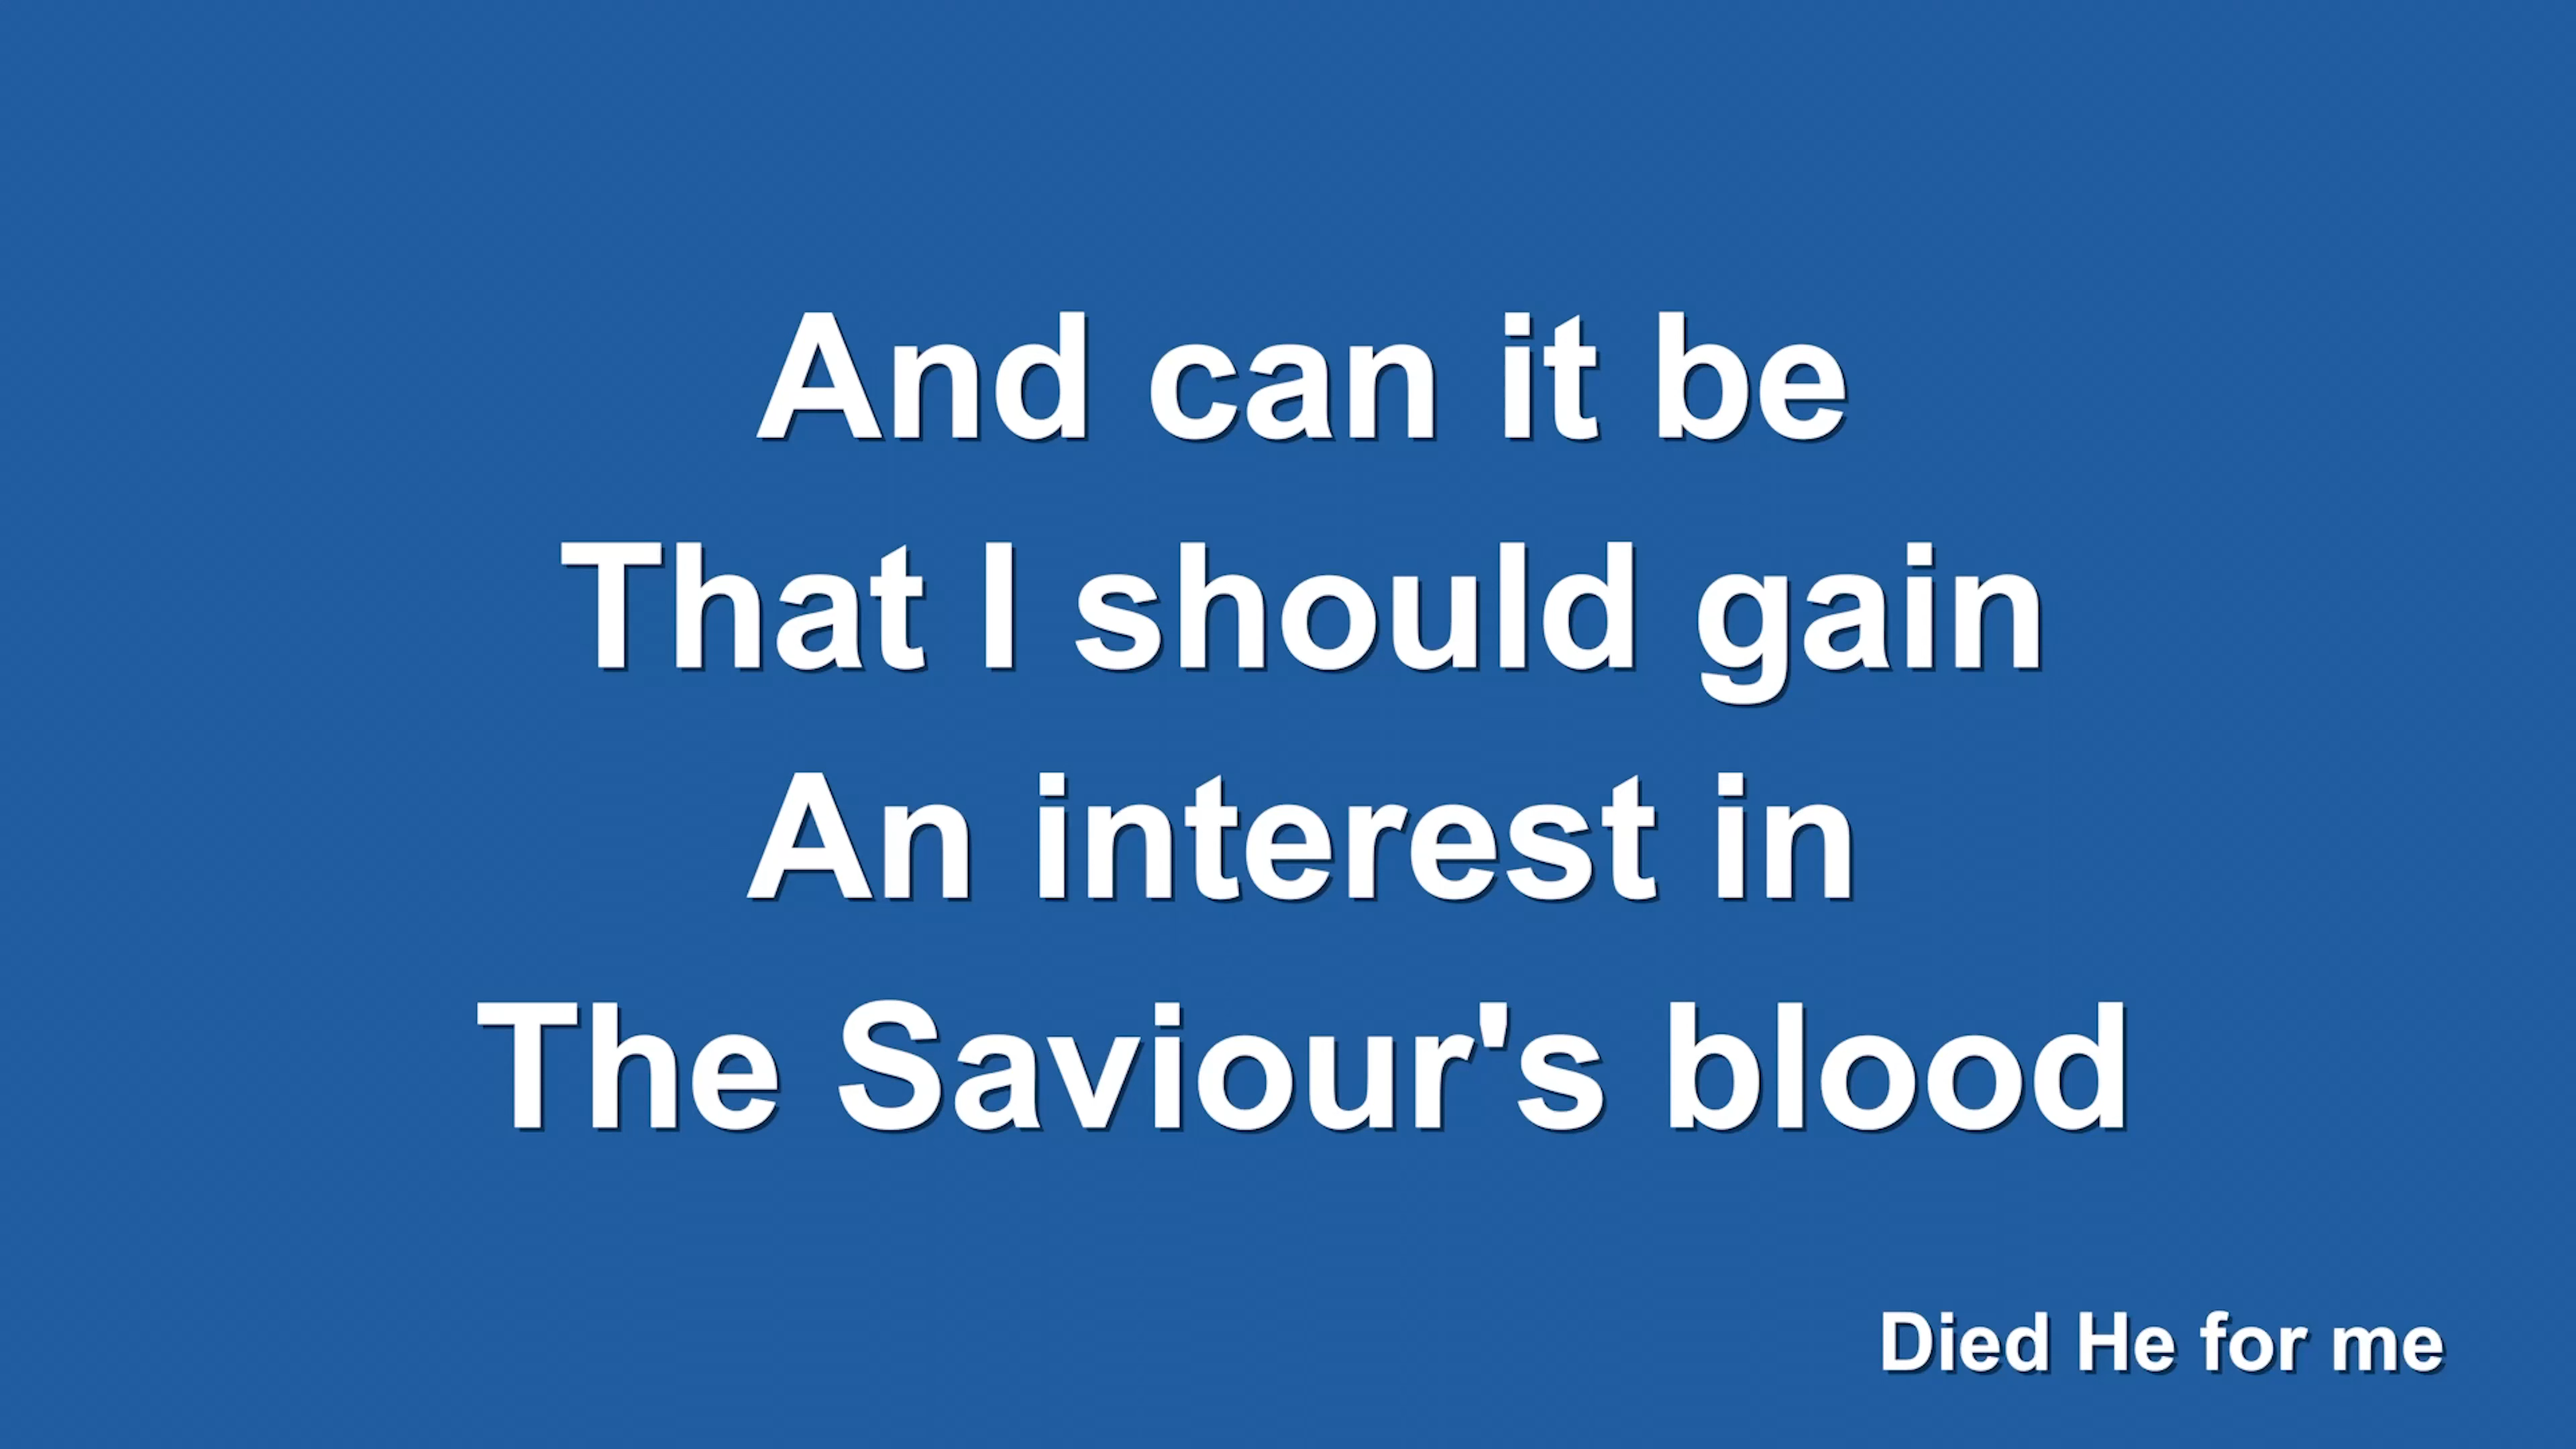 And can it be
That I should gain
An interest in
The Saviour's blood
Died He for me